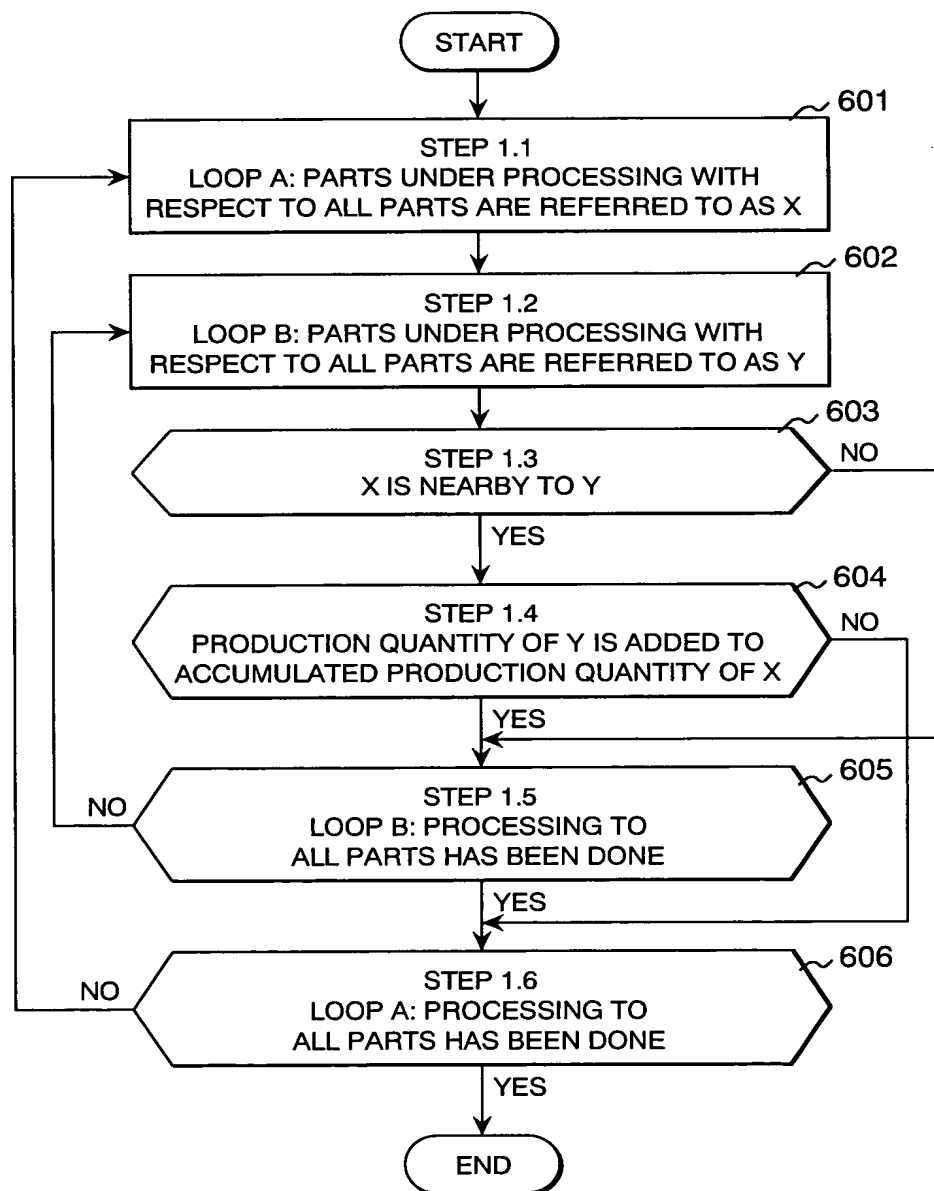 START
601
STEP 1.1
LOOP A: PARTS UNDER PROCESSING WITH
RESPECT TO ALL PARTS ARE REFERRED TO AS X
602
STEP 1.2
LOOP B: PARTS UNDER PROCESSING WITH
RESPECT TO ALL PARTS ARE REFERRED TO AS Y
603
STEP 1.3
X IS NEARBY TO Y
NO
YES
604
STEP 1.4
PRODUCTION QUANTITY OF Y IS ADDED TO
ACCUMULATED PRODUCTION QUANTITY OF X
NO
YES
605
STEP 1.5
LOOP B: PROCESSING TO
ALL PARTS HAS BEEN DONE
NO
YES
606
STEP 1.6
LOOP A: PROCESSING TO
ALL PARTS HAS BEEN DONE
NO
YES
END